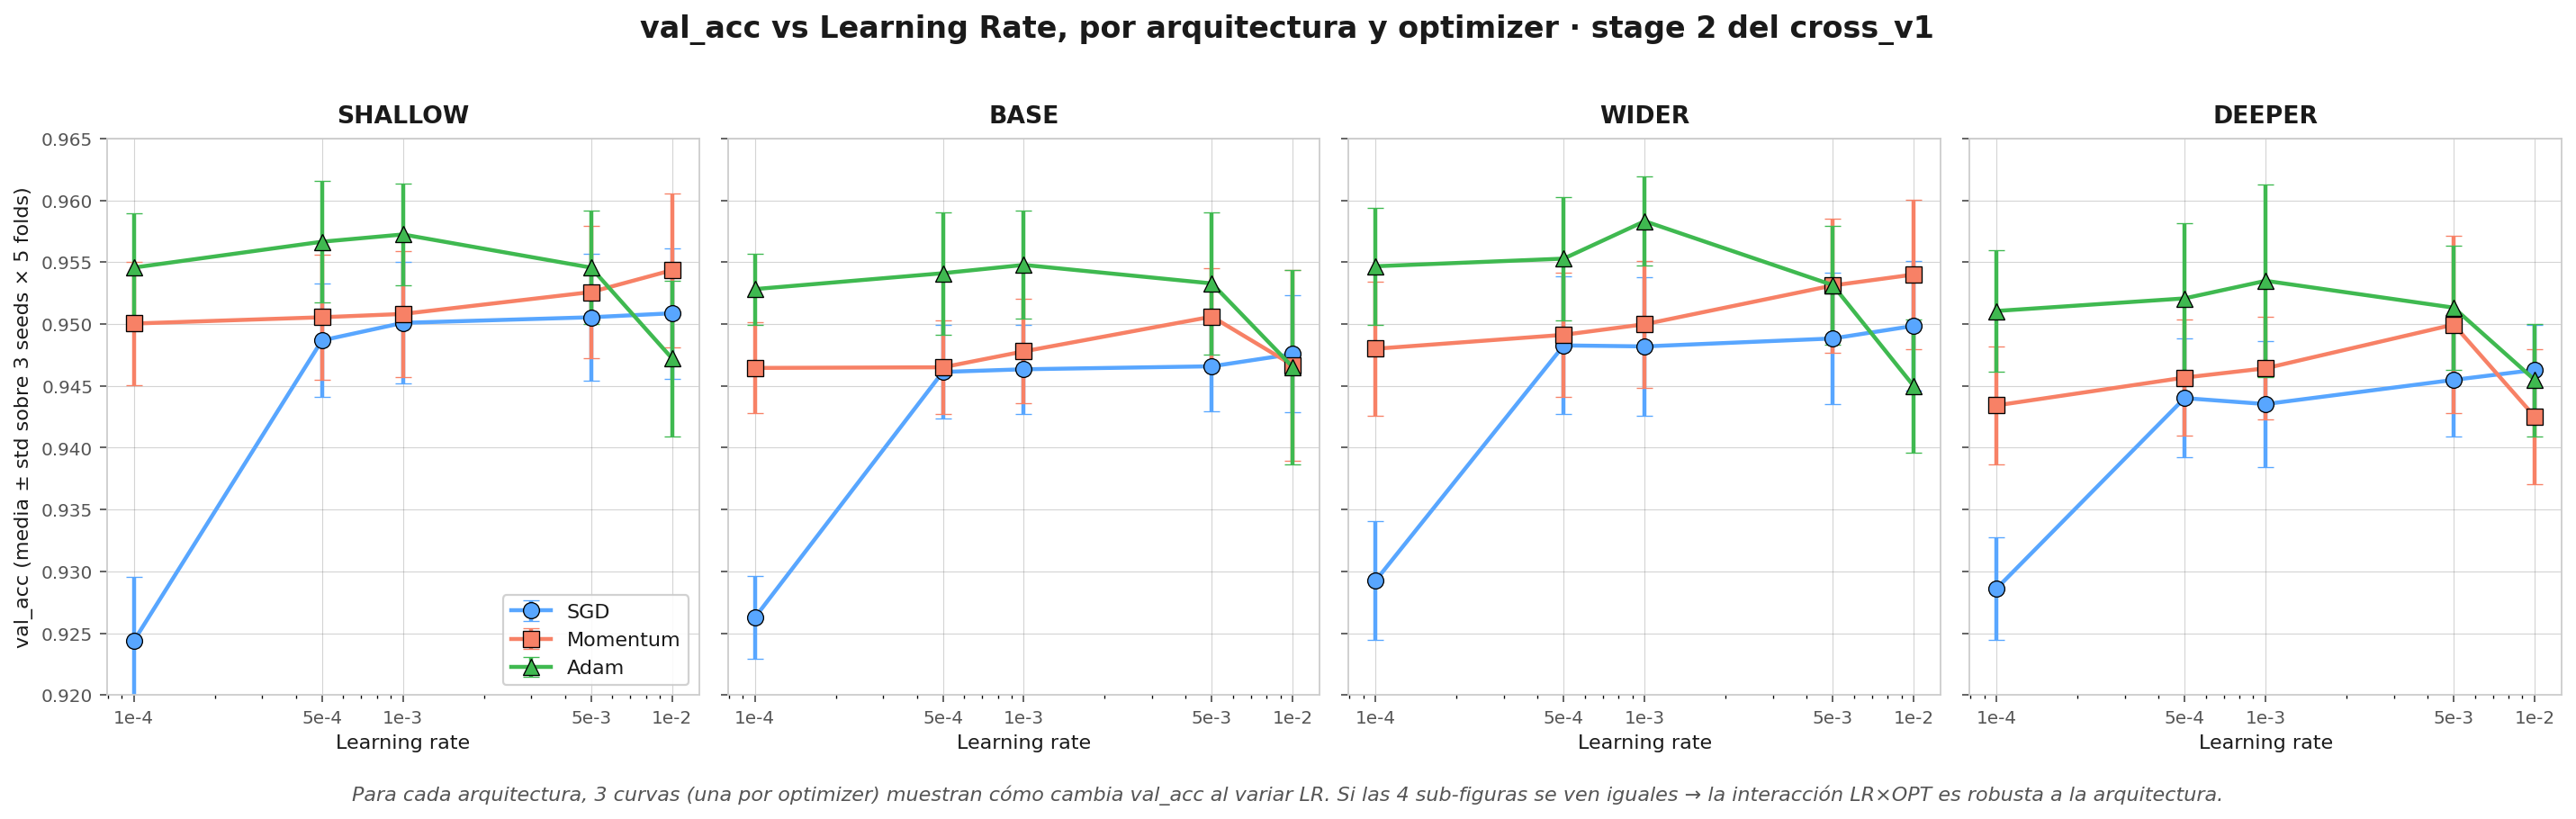 val_acc vs Learning Rate, por arquitectura y optimizer · stage 2 del cross_v1
SHALLOW
BASE
WIDER
DEEPER
val_acc (media ± std sobre 3 seeds × 5 folds)
0.965
0.960
0.955
0.950
0.945
0.940
0.935
0.930
0.925
0.920
SGD
Momentum
Adam
1e-4 5e-4 1e-3 5e-3 1e-2
1e-4 5e-4 1e-3 5e-3 1e-2
1e-4 5e-4 1e-3 5e-3 1e-2
1e-4 5e-4 1e-3 5e-3 1e-2
Learning rate
Learning rate
Learning rate
Learning rate
Para cada arquitectura, 3 curvas (una por optimizer) muestran cómo cambia val_acc al variar LR. Si las 4 sub-figuras se ven iguales → la interacción LR×OPT es robusta a la arquitectura.